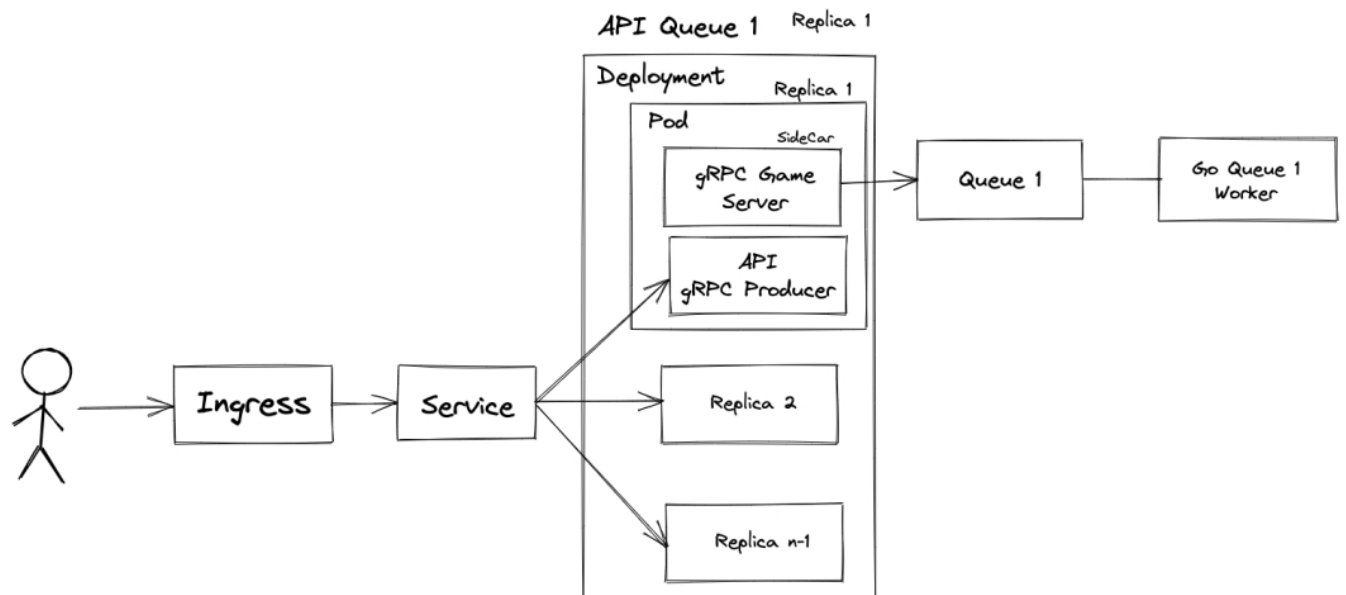 API Queue 1
Replica 1
Deployment
Replica 1
Pod
SideCar
gRPC Game
Server
Queue 1
Go Queue 1
Worker
API
gRPC Producer
Ingress
Service
Replica 2
Replica n-1